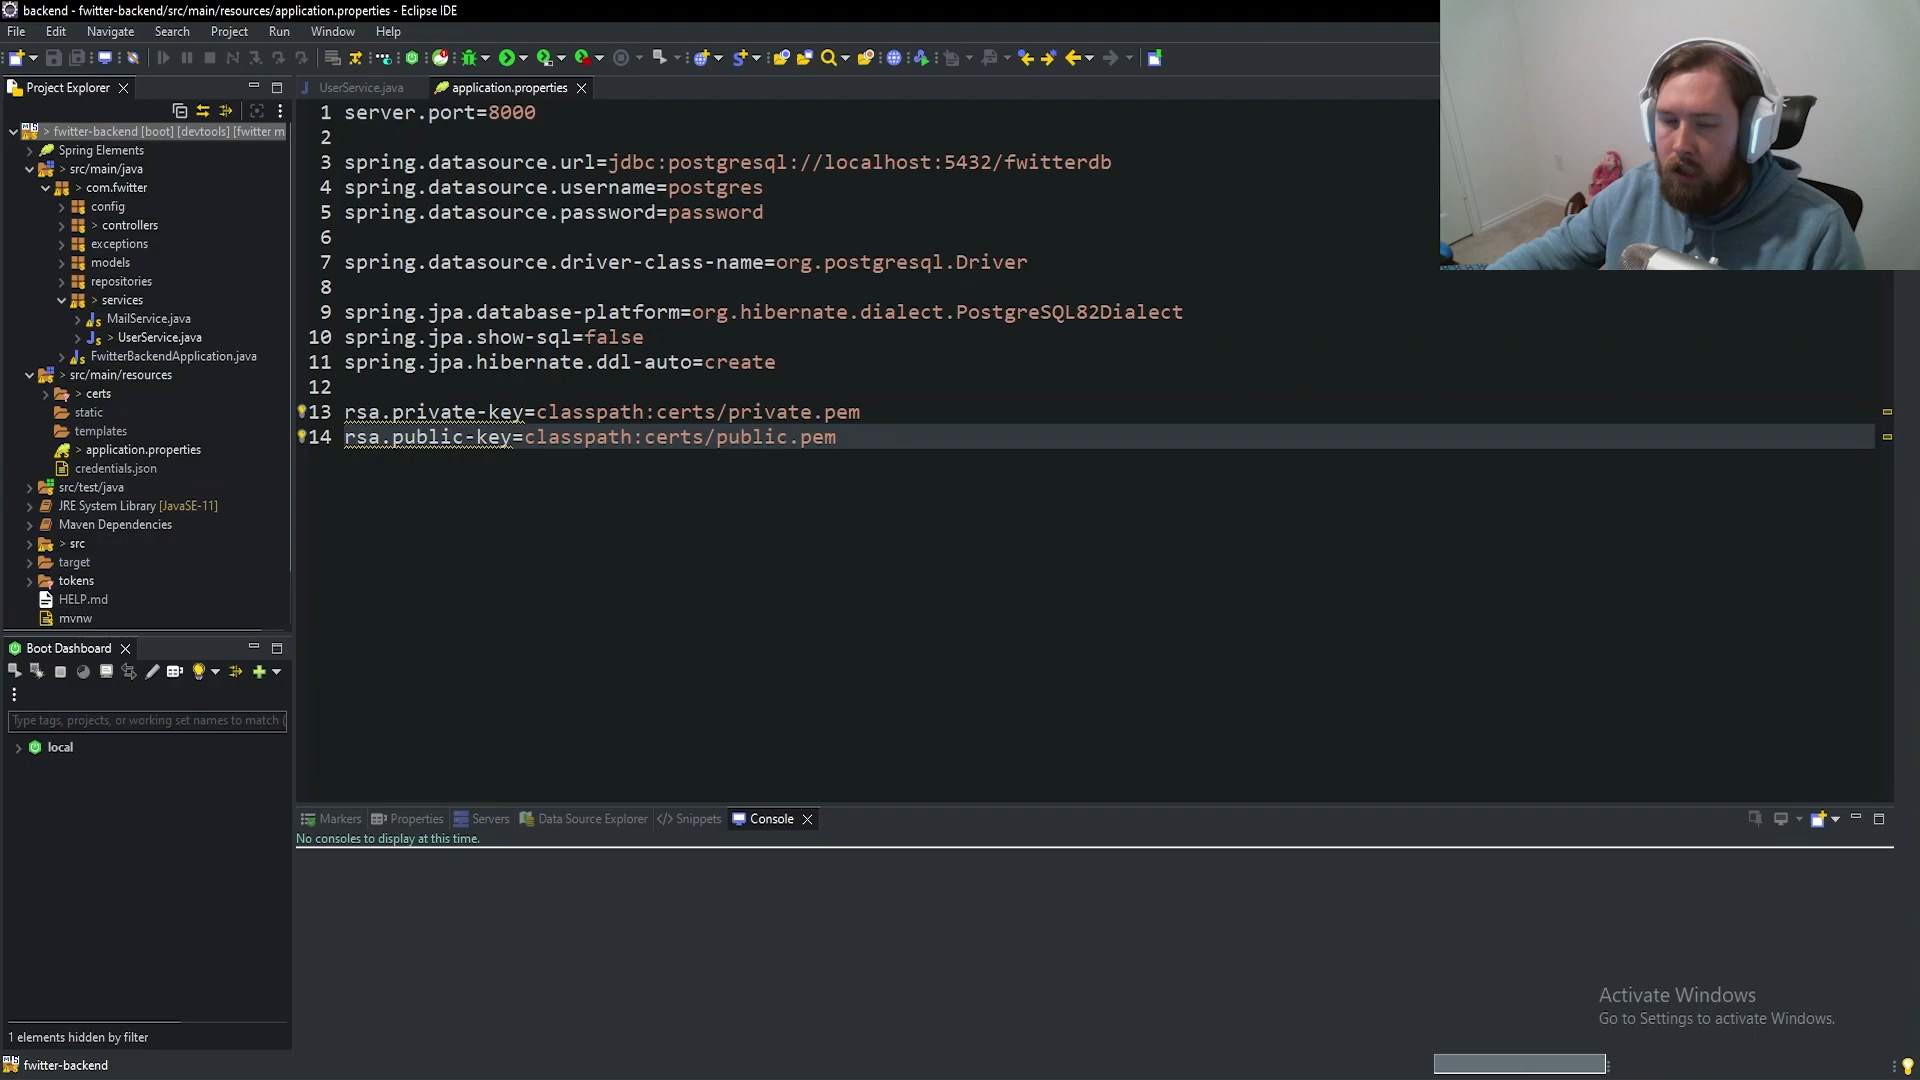 backend - fwitter-backend/src/main/resources/application.properties - Eclipse IDE
File Edit Navigate Search Project Run Window Help
Project Explorer
UserService.java
application.properties
> fwitter-backend [boot] [devtools] [fwitter m
Spring Elements
> src/main/java
> com.fwitter
config
> controllers
exceptions
models
repositories
> services
MailService.java
> UserService.java
FwitterBackendApplication.java
> src/main/resources
> certs
static
templates
> application.properties
credentials.json
src/test/java
JRE System Library [JavaSE-11]
Maven Dependencies
> src
target
tokens
HELP.md
mvnw
1 server.port=8000
2
3 spring.datasource.url=jdbc:postgresql://localhost:5432/fwitterdb
4 spring.datasource.username=postgres
5 spring.datasource.password=password
6
7 spring.datasource.driver-class-name=org.postgresql.Driver
8
9 spring.jpa.database-platform=org.hibernate.dialect.PostgreSQL82Dialect
10 spring.jpa.show-sql=false
11 spring.jpa.hibernate.ddl-auto=create
12
13 rsa.private-key=classpath:certs/private.pem
14 rsa.public-key=classpath:certs/public.pem
Boot Dashboard
Type tags, projects, or working set names to match (
local
1 elements hidden by filter
Markers Properties Servers Data Source Explorer Snippets Console
No consoles to display at this time.
Activate Windows
Go to Settings to activate Windows.
fwitter-backend